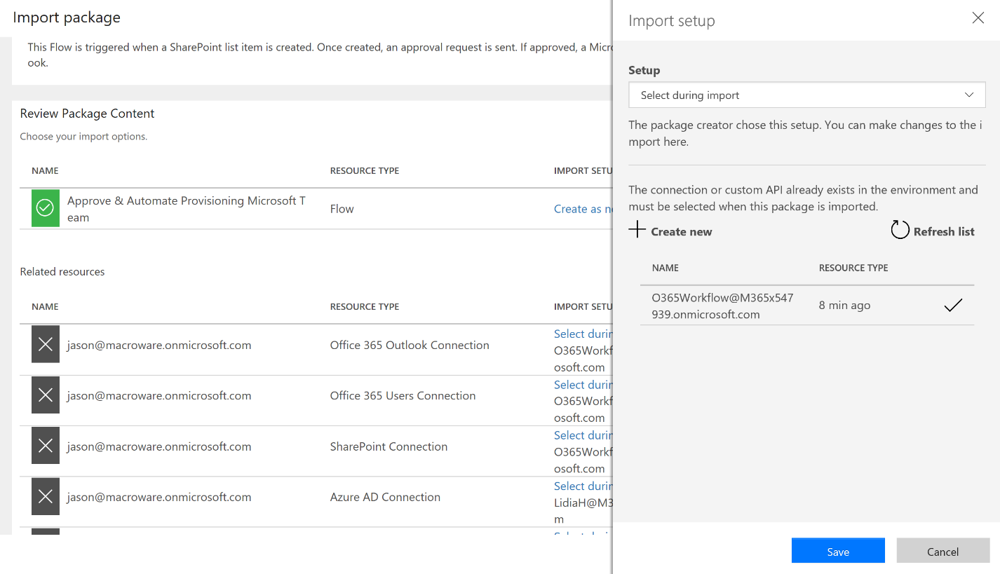 Import package
This Flow is triggered when a SharePoint list item is created. Once created, an approval request is sent. If approved, a Micro
ook.
Review Package Content
Choose your import options.
NAME RESOURCE TYPE IMPORT SETU
Approve & Automate Provisioning Microsoft T
eam
Flow
Create as ne
Related resources
NAME RESOURCE TYPE IMPORT SETU
jason@macroware.onmicrosoft.com Office 365 Outlook Connection
Select durin
O365Workf
osoft.com
jason@macroware.onmicrosoft.com Office 365 Users Connection
Select durin
O365Workf
osoft.com
jason@macroware.onmicrosoft.com SharePoint Connection
Select durin
O365Workf
osoft.com
jason@macroware.onmicrosoft.com Azure AD Connection
Select durin
LidiaH@M3
m
Import setup
Setup
Select during import
The package creator chose this setup. You can make changes to the i
mport here.
The connection or custom API already exists in the environment and
must be selected when this package is imported.
Create new Refresh list
NAME RESOURCE TYPE
O365Workflow@M365x547
939.onmicrosoft.com
8 min ago
Save Cancel